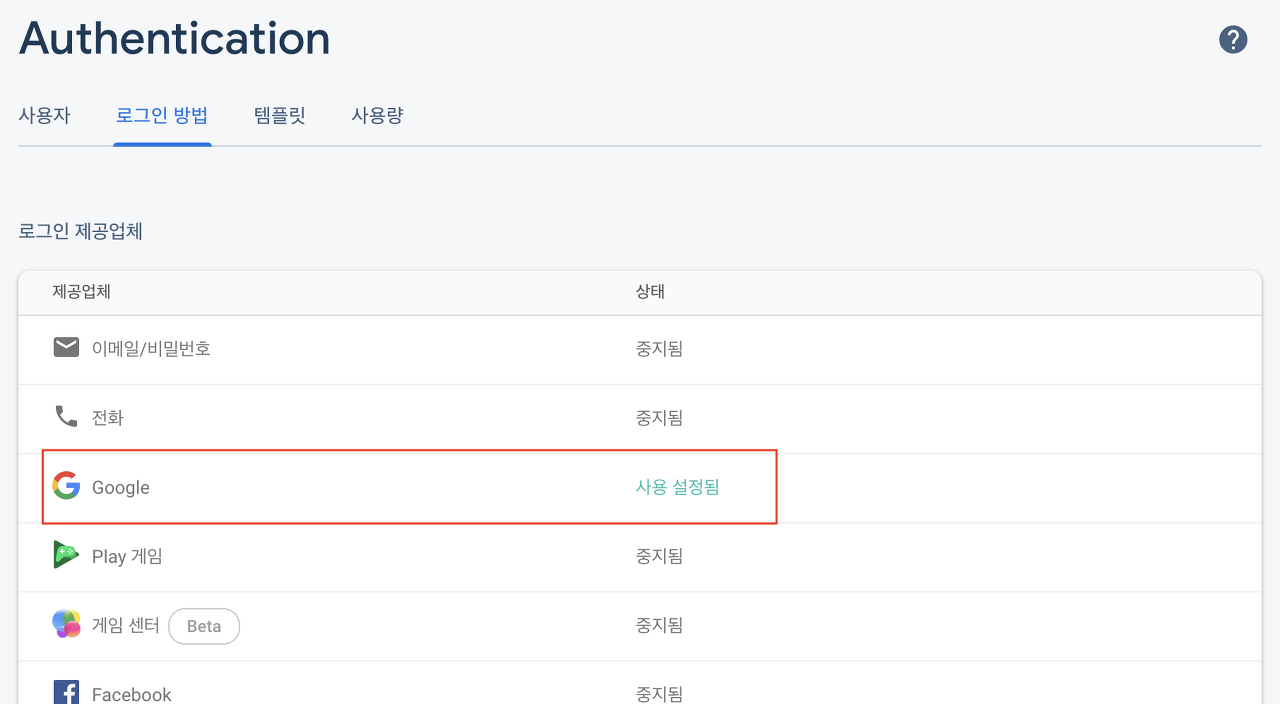 Authentication
사용자 로그인 방법 템플릿 사용량
로그인 제공업체
제공업체 상태
이메일/비밀번호 중지됨
전화 중지됨
Google 사용 설정됨
Play 게임 중지됨
게임 센터 Beta 중지됨
Facebook 중지됨